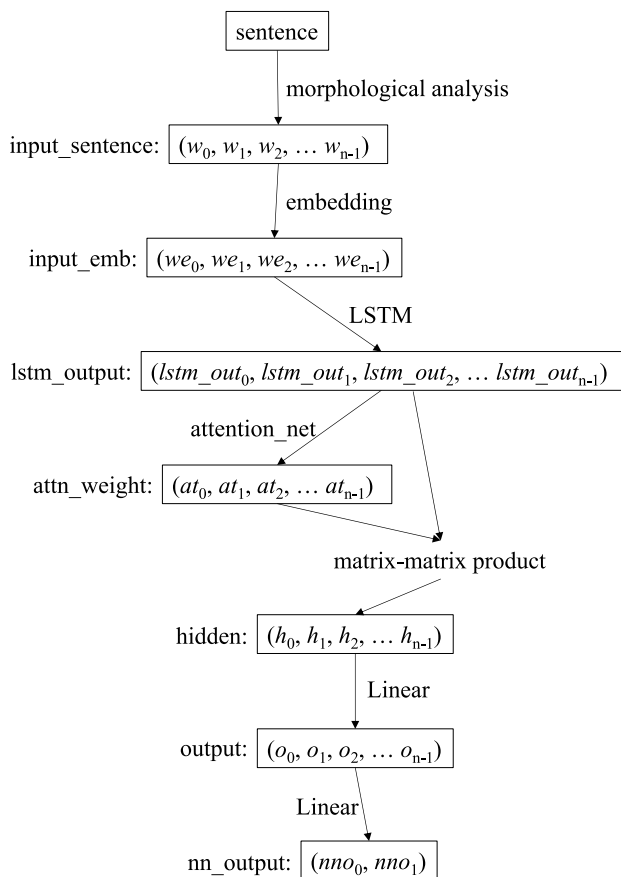 sentence
morphological analysis
input_sentence: (w₀, w₁, w₂, … wₙ₋₁)
embedding
input_emb: (we₀, we₁, we₂, … weₙ₋₁)
LSTM
lstm_output: (lstm_out₀, lstm_out₁, lstm_out₂, … lstm_outₙ₋₁)
attention_net
attn_weight: (at₀, at₁, at₂, … atₙ₋₁)
matrix-matrix product
hidden: (h₀, h₁, h₂, … hₙ₋₁)
Linear
output: (o₀, o₁, o₂, … oₙ₋₁)
Linear
nn_output: (nno₀, nno₁)